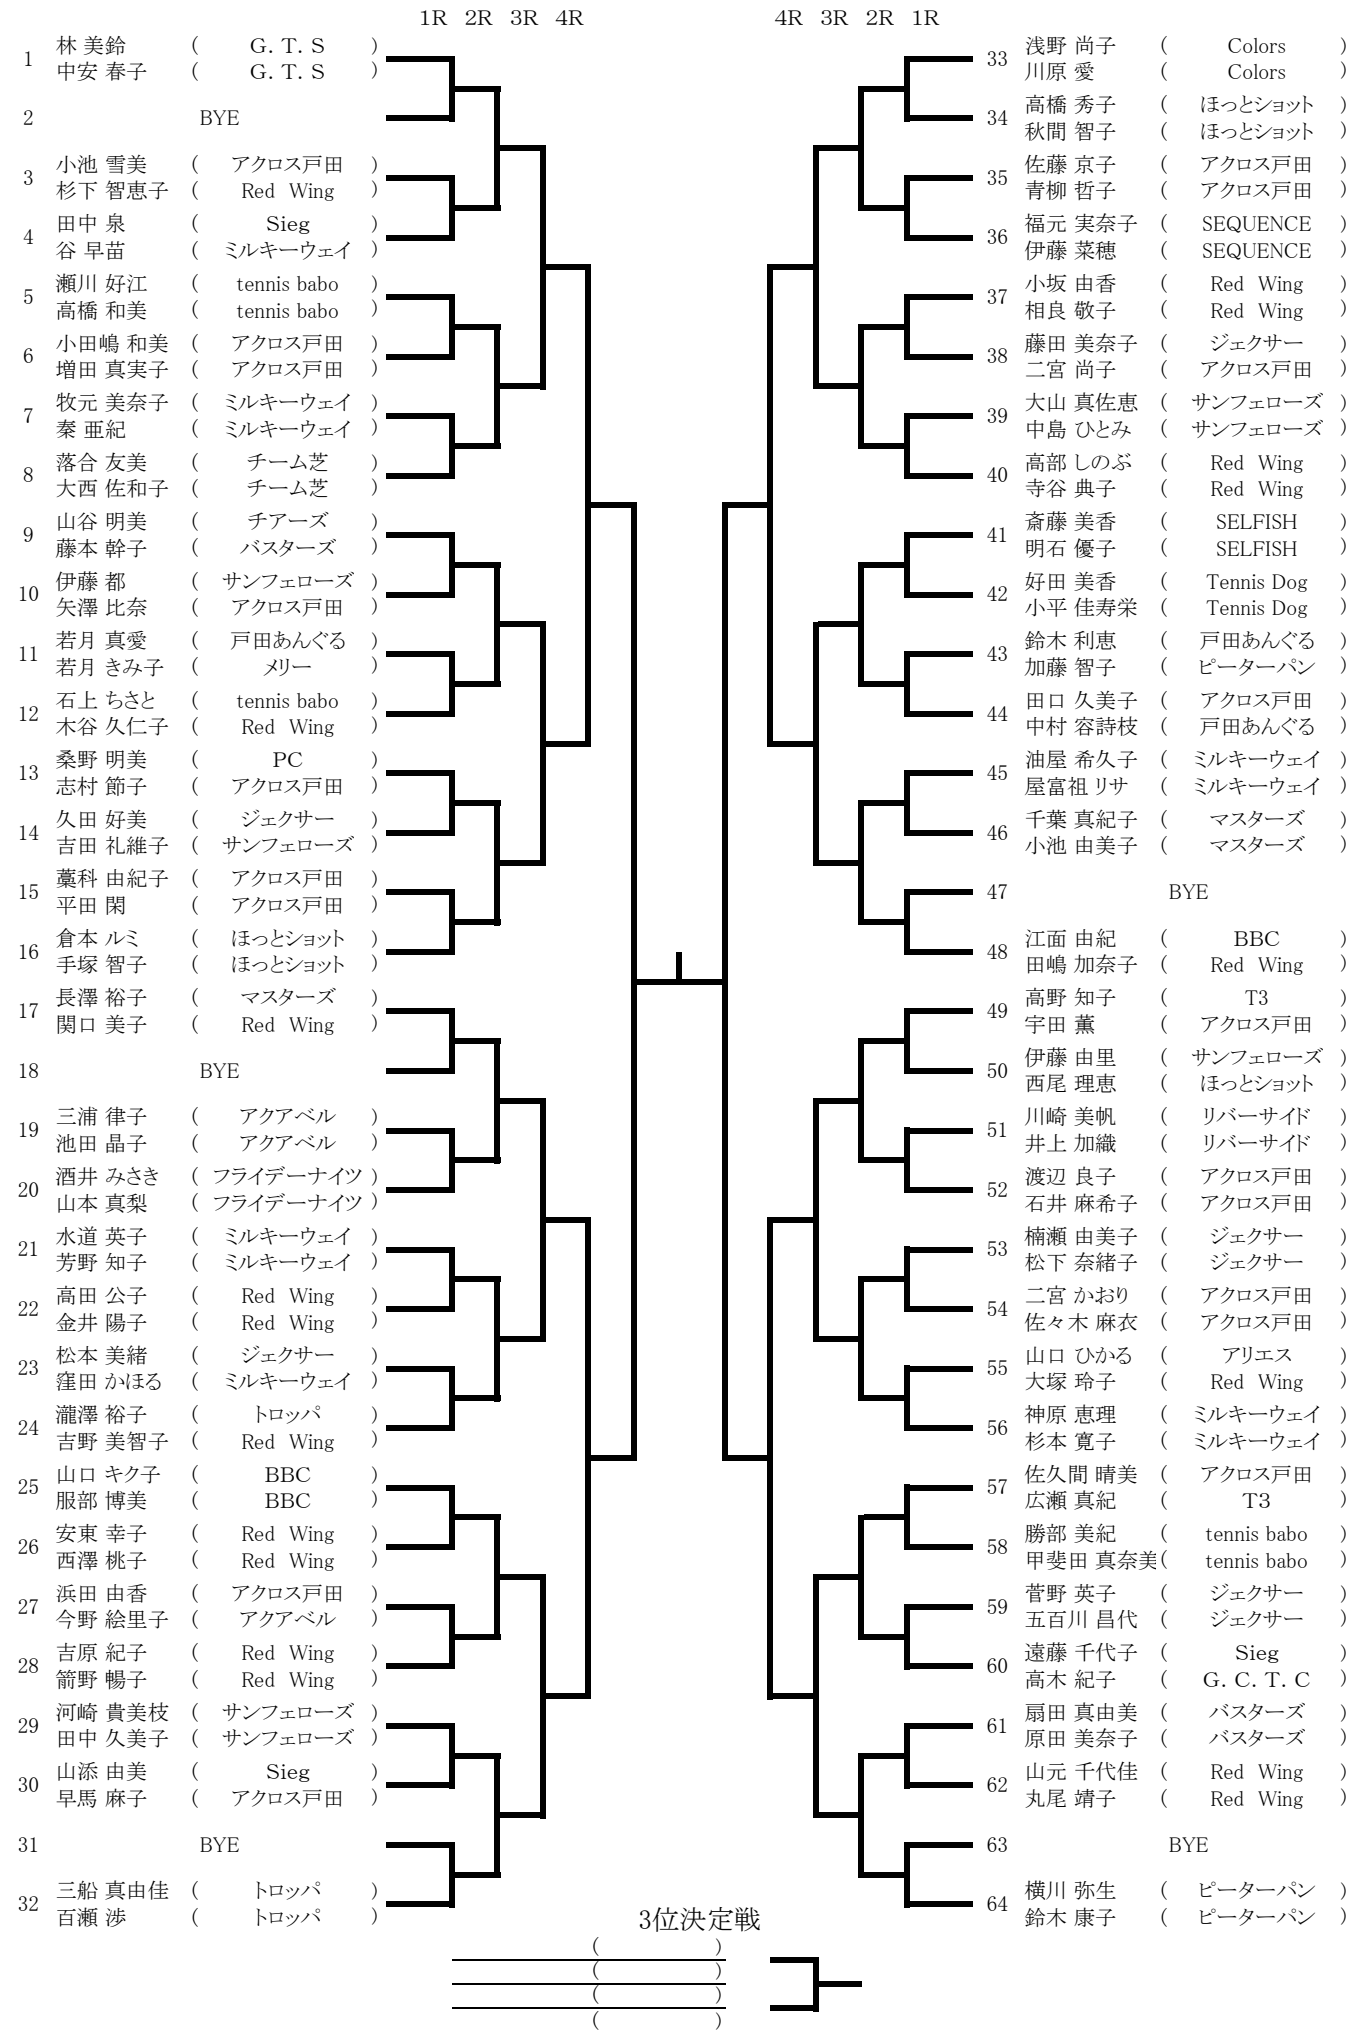 1R 2R 3R 4R
1 林 美鈴 ( G. T. S )
中安 春子 ( G. T. S )
2 BYE
3 小池 雪美 ( アクロス戸田 )
杉下 智恵子 ( Red Wing )
4 田中 泉 ( Sieg )
谷 早苗 ( ミルキーウェイ )
5 瀬川 好江 ( tennis babo )
高橋 和美 ( tennis babo )
6 小田嶋 和美 ( アクロス戸田 )
増田 真実子 ( アクロス戸田 )
7 牧元 美奈子 ( ミルキーウェイ )
秦 亜紀 ( ミルキーウェイ )
8 落合 友美 ( チーム芝 )
大西 佐和子 ( チーム芝 )
9 山谷 明美 ( チアーズ )
藤本 幹子 ( バスターズ )
10 伊藤 都 ( サンフェローズ )
矢澤 比奈 ( アクロス戸田 )
11 若月 真愛 ( 戸田あんぐる )
若月 きみ子 ( メリー )
12 石上 ちさと ( tennis babo )
木谷 久仁子 ( Red Wing )
13 桑野 明美 ( PC )
志村 節子 ( アクロス戸田 )
14 久田 好美 ( ジェクサー )
吉田 礼維子 ( サンフェローズ )
15 藁科 由紀子 ( アクロス戸田 )
平田 閑 ( アクロス戸田 )
16 倉本 ルミ ( ほっとショット )
手塚 智子 ( ほっとショット )
17 長澤 裕子 ( マスターズ )
関口 美子 ( Red Wing )
18 BYE
19 三浦 律子 ( アクアベル )
池田 晶子 ( アクアベル )
20 酒井 みさき ( フライデーナイツ )
山本 真梨 ( フライデーナイツ )
21 水道 英子 ( ミルキーウェイ )
芳野 知子 ( ミルキーウェイ )
22 高田 公子 ( Red Wing )
金井 陽子 ( Red Wing )
23 松本 美緒 ( ジェクサー )
窪田 かほる ( ミルキーウェイ )
24 瀧澤 裕子 ( トロッパ )
吉野 美智子 ( Red Wing )
25 山口 キク子 ( BBC )
服部 博美 ( BBC )
26 安東 幸子 ( Red Wing )
西澤 桃子 ( Red Wing )
27 浜田 由香 ( アクロス戸田 )
今野 絵里子 ( アクアベル )
28 吉原 紀子 ( Red Wing )
箭野 暢子 ( Red Wing )
29 河崎 貴美枝 ( サンフェローズ )
田中 久美子 ( サンフェローズ )
30 山添 由美 ( Sieg )
早馬 麻子 ( アクロス戸田 )
31 BYE
32 三船 真由佳 ( トロッパ )
百瀬 渉 ( トロッパ )
4R 3R 2R 1R
33 浅野 尚子 ( Colors )
川原 愛 ( Colors )
34 高橋 秀子 ( ほっとショット )
秋間 智子 ( ほっとショット )
35 佐藤 京子 ( アクロス戸田 )
青柳 哲子 ( アクロス戸田 )
36 福元 実奈子 ( SEQUENCE )
伊藤 菜穂 ( SEQUENCE )
37 小坂 由香 ( Red Wing )
相良 敬子 ( Red Wing )
38 藤田 美奈子 ( ジェクサー )
二宮 尚子 ( アクロス戸田 )
39 大山 真佐恵 ( サンフェローズ )
中島 ひとみ ( サンフェローズ )
40 高部 しのぶ ( Red Wing )
寺谷 典子 ( Red Wing )
41 斎藤 美香 ( SELFISH )
明石 優子 ( SELFISH )
42 好田 美香 ( Tennis Dog )
小平 佳寿栄 ( Tennis Dog )
43 鈴木 利恵 ( 戸田あんぐる )
加藤 智子 ( ピーターパン )
44 田口 久美子 ( アクロス戸田 )
中村 容詩枝 ( 戸田あんぐる )
45 油屋 希久子 ( ミルキーウェイ )
屋富祖 リサ ( ミルキーウェイ )
46 千葉 真紀子 ( マスターズ )
小池 由美子 ( マスターズ )
47 BYE
48 江面 由紀 ( BBC )
田嶋 加奈子 ( Red Wing )
49 高野 知子 ( T3 )
宇田 薫 ( アクロス戸田 )
50 伊藤 由里 ( サンフェローズ )
西尾 理恵 ( ほっとショット )
51 川崎 美帆 ( リバーサイド )
井上 加織 ( リバーサイド )
52 渡辺 良子 ( アクロス戸田 )
石井 麻希子 ( アクロス戸田 )
53 楠瀬 由美子 ( ジェクサー )
松下 奈緒子 ( ジェクサー )
54 二宮 かおり ( アクロス戸田 )
佐々木 麻衣 ( アクロス戸田 )
55 山口 ひかる ( アリエス )
大塚 玲子 ( Red Wing )
56 神原 恵理 ( ミルキーウェイ )
杉本 寛子 ( ミルキーウェイ )
57 佐久間 晴美 ( アクロス戸田 )
広瀬 真紀 ( T3 )
58 勝部 美紀 ( tennis babo )
甲斐田 真奈美 ( tennis babo )
59 菅野 英子 ( ジェクサー )
五百川 昌代 ( ジェクサー )
60 遠藤 千代子 ( Sieg )
高木 紀子 ( G. C. T. C )
61 扇田 真由美 ( バスターズ )
原田 美奈子 ( バスターズ )
62 山元 千代佳 ( Red Wing )
丸尾 靖子 ( Red Wing )
63 BYE
64 横川 弥生 ( ピーターパン )
鈴木 康子 ( ピーターパン )
3位決定戦
( )
( )
( )
( )